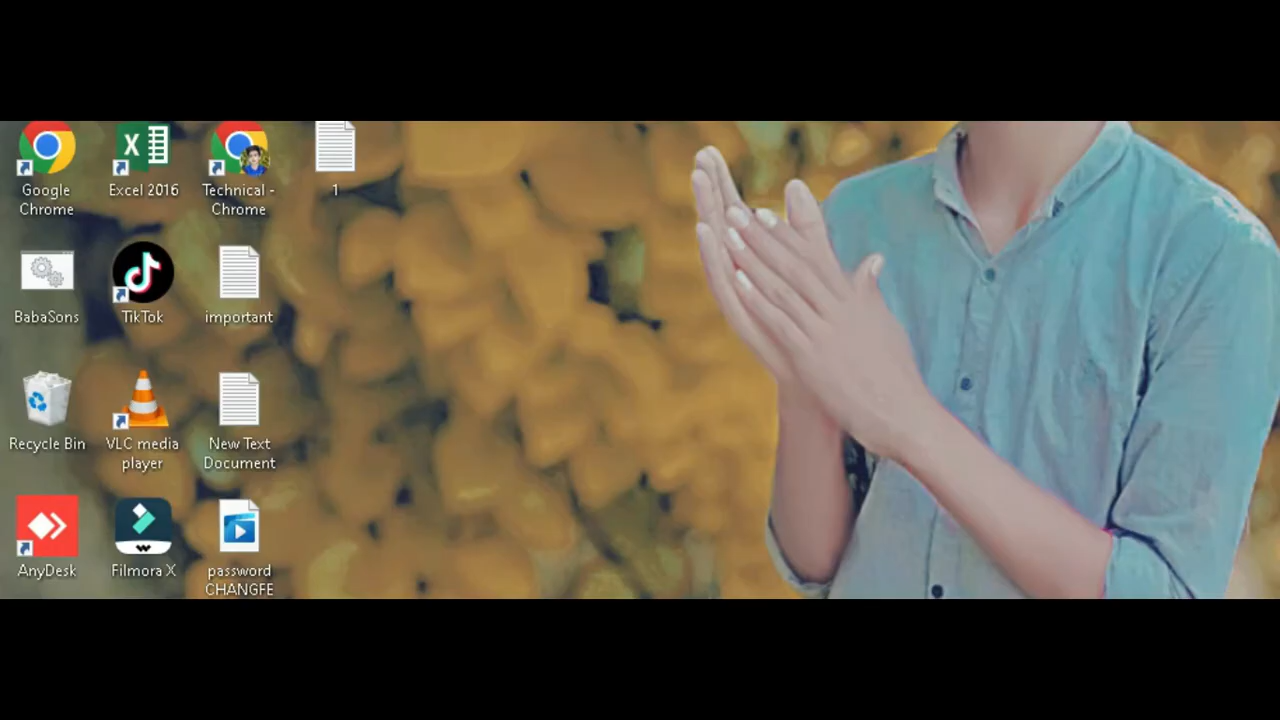 Google
Chrome
Excel 2016
Technical -
Chrome
1
BabaSons
TikTok
important
Recycle Bin
VLC media
player
New Text
Document
AnyDesk
Filmora X
password
CHANGFE